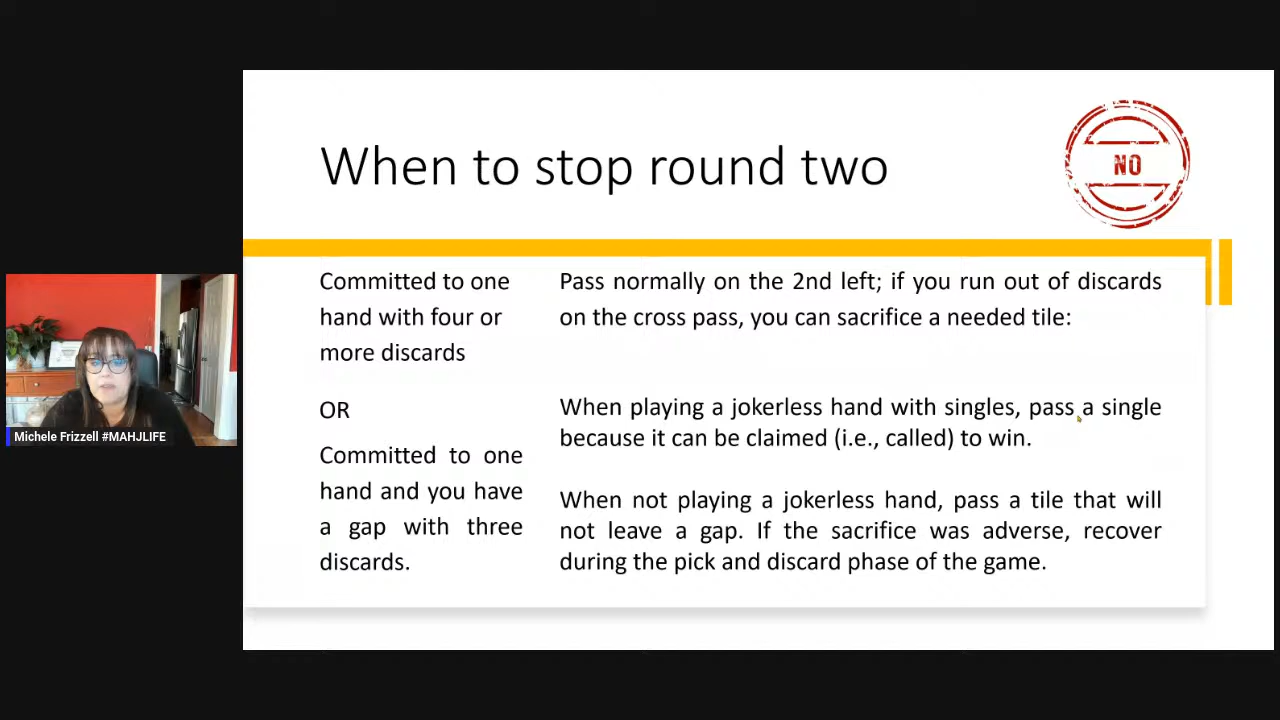 When to stop round two
NO
Committed to one
hand with four or
more discards
OR
Committed to one
hand and you have
a gap with three
discards.
Pass normally on the 2nd left; if you run out of discards
on the cross pass, you can sacrifice a needed tile:
When playing a jokerless hand with singles, pass a single
because it can be claimed (i.e., called) to win.
When not playing a jokerless hand, pass a tile that will
not leave a gap. If the sacrifice was adverse, recover
during the pick and discard phase of the game.
Michele Frizzell #MAHJLIFE